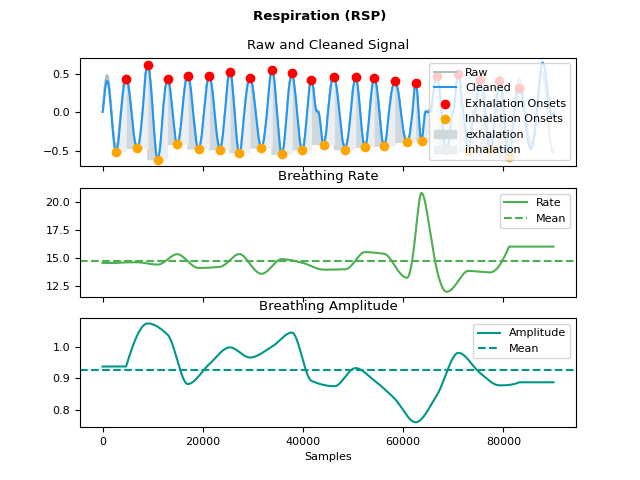 Respiration (RSP)
Raw and Cleaned Signal
0.5
0.0
−0.5
Raw
Cleaned
Exhalation Onsets
Inhalation Onsets
exhalation
inhalation
Breathing Rate
20.0
17.5
15.0
12.5
Rate
Mean
Breathing Amplitude
1.0
0.9
0.8
Amplitude
Mean
0 20000 40000 60000 80000
Samples